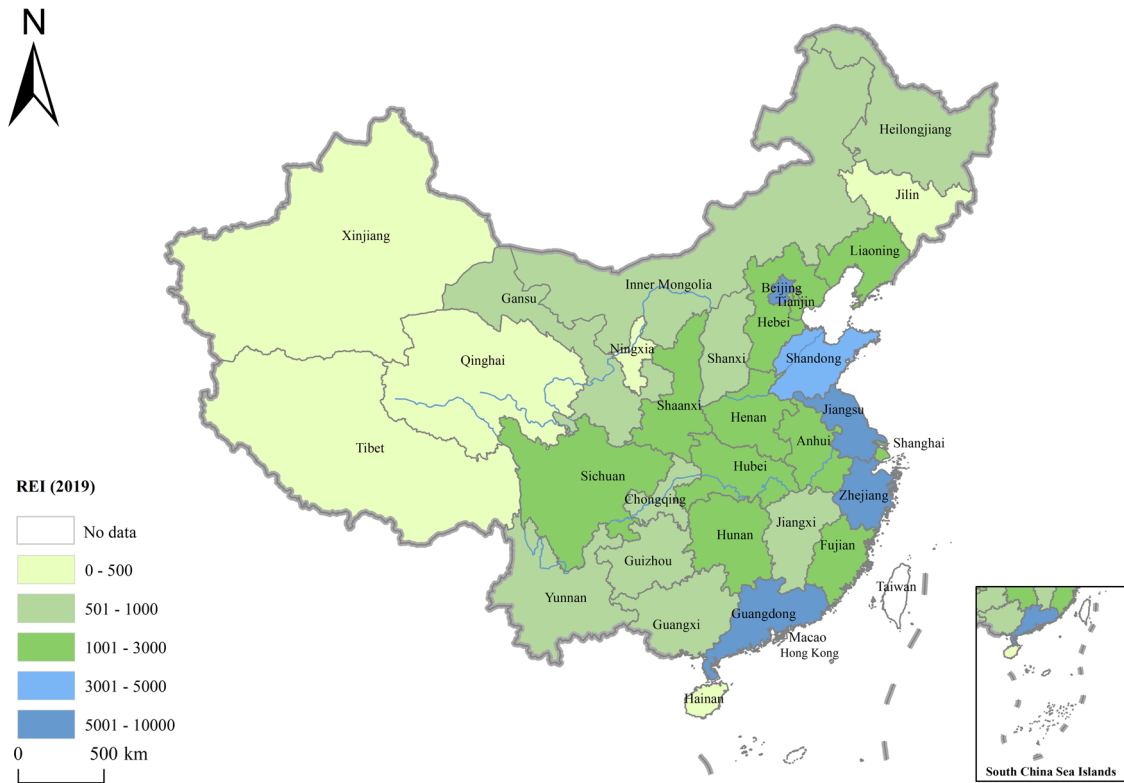 N
Heilongjiang
Jilin
Xinjiang
Liaoning
Inner Mongolia
Beijing
Gansu
Tianjin
Hebei
Ningxia
Shanxi
Shandong
Qinghai
Shaanxi
Jiangsu
Henan
Anhui
Shanghai
Tibet
Hubei
Sichuan
Zhejiang
Chongqing
Jiangxi
Hunan
Fujian
Guizhou
Taiwan
Yunnan
Guangdong
Guangxi
Macao
Hong Kong
Hainan
REI (2019)
No data
0 - 500
501 - 1000
1001 - 3000
3001 - 5000
5001 - 10000
0 500 km
South China Sea Islands